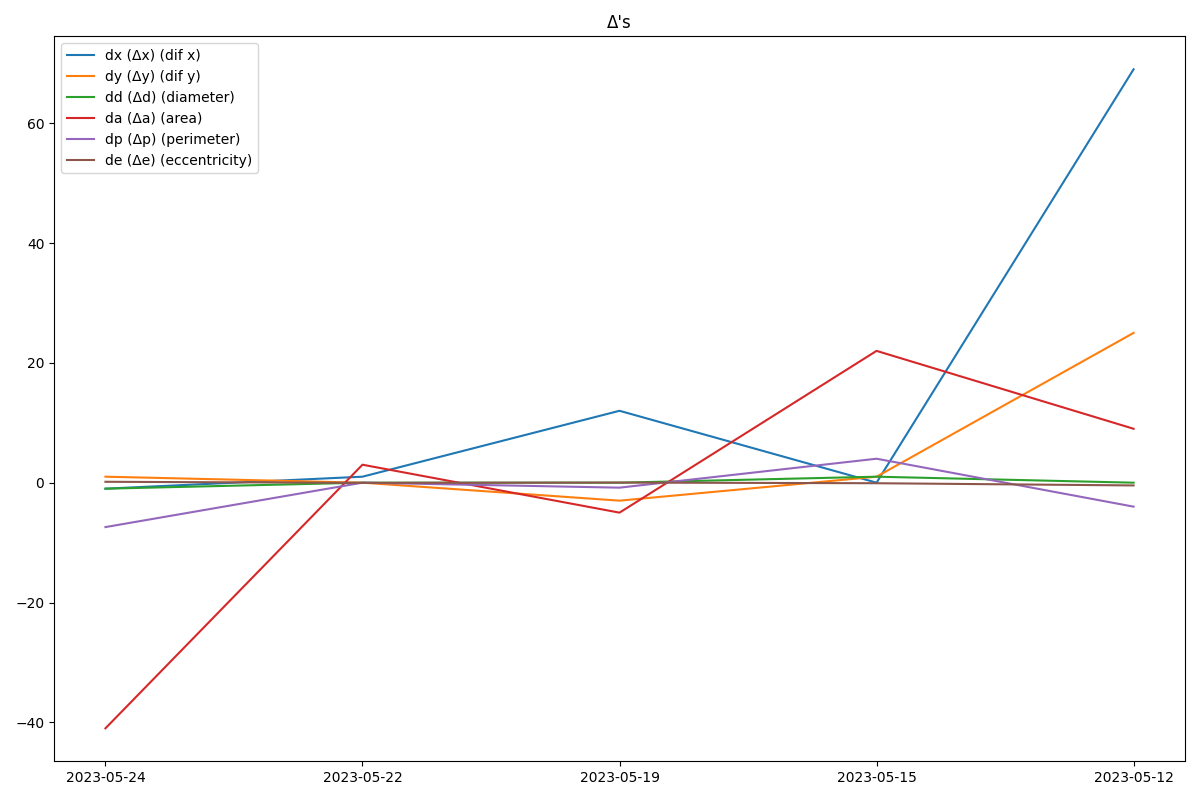 Δ's
dx (Δx) (dif x)
dy (Δy) (dif y)
dd (Δd) (diameter)
da (Δa) (area)
dp (Δp) (perimeter)
de (Δe) (eccentricity)
60
40
20
0
−20
−40
2023-05-24 2023-05-22 2023-05-19 2023-05-15 2023-05-12